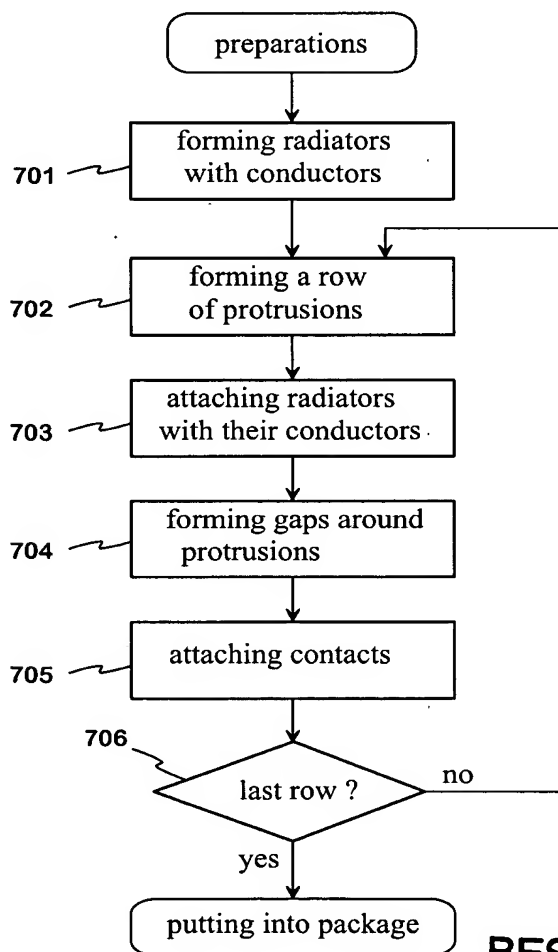 preparations
701
forming radiators
with conductors
702
forming a row
of protrusions
703
attaching radiators
with their conductors
704
forming gaps around
protrusions
705
attaching contacts
706
last row ?
no
yes
putting into package